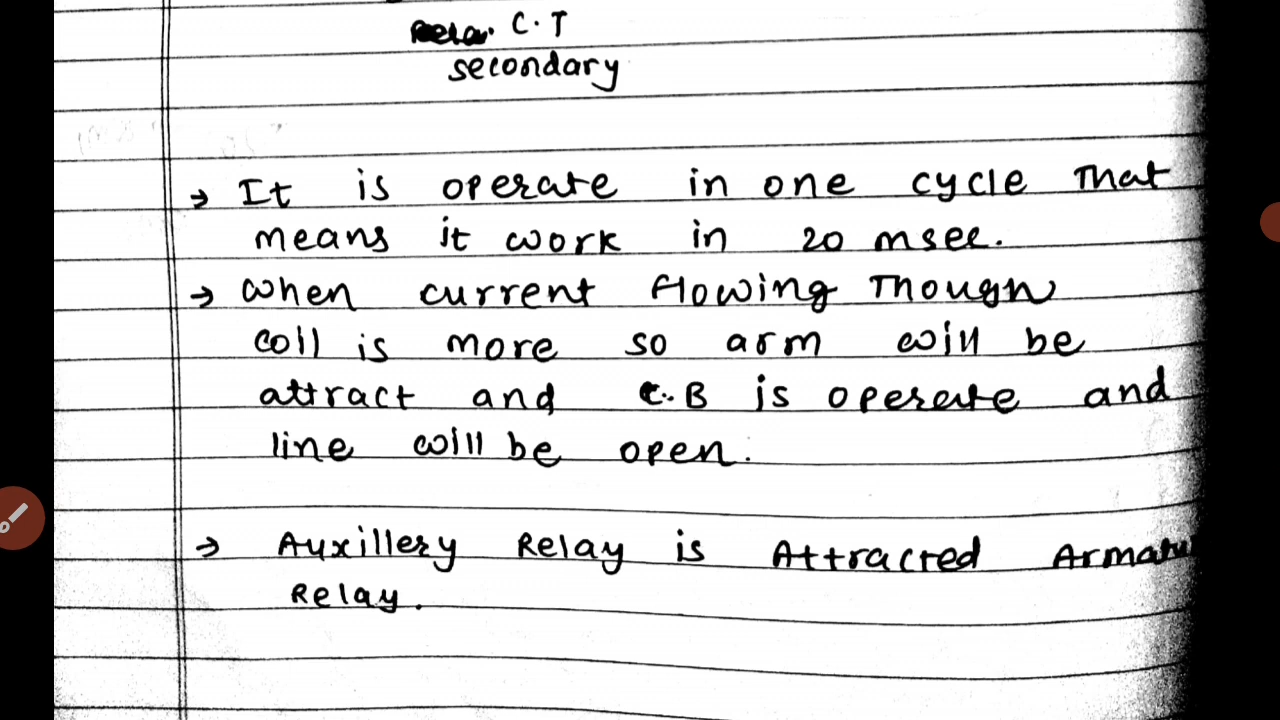 C.T
secondary
→ It is operate in one cycle That
means it work in 20 msec.
→ when current flowing Though
coil is more so arm will be
attract and C.B is operate and
line will be open.
→ Auxillery Relay is Attracted Armatu
Relay.